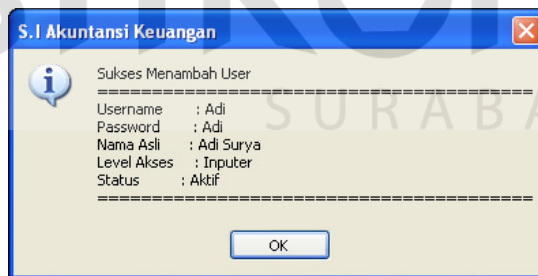 S.I Akuntansi Keuangan
Sukses Menambah User
==================================================
Username : Adi
Password : Adi
Nama Asli : Adi Surya
Level Akses : Inputer
Status : Aktif
==================================================
OK
SURABA